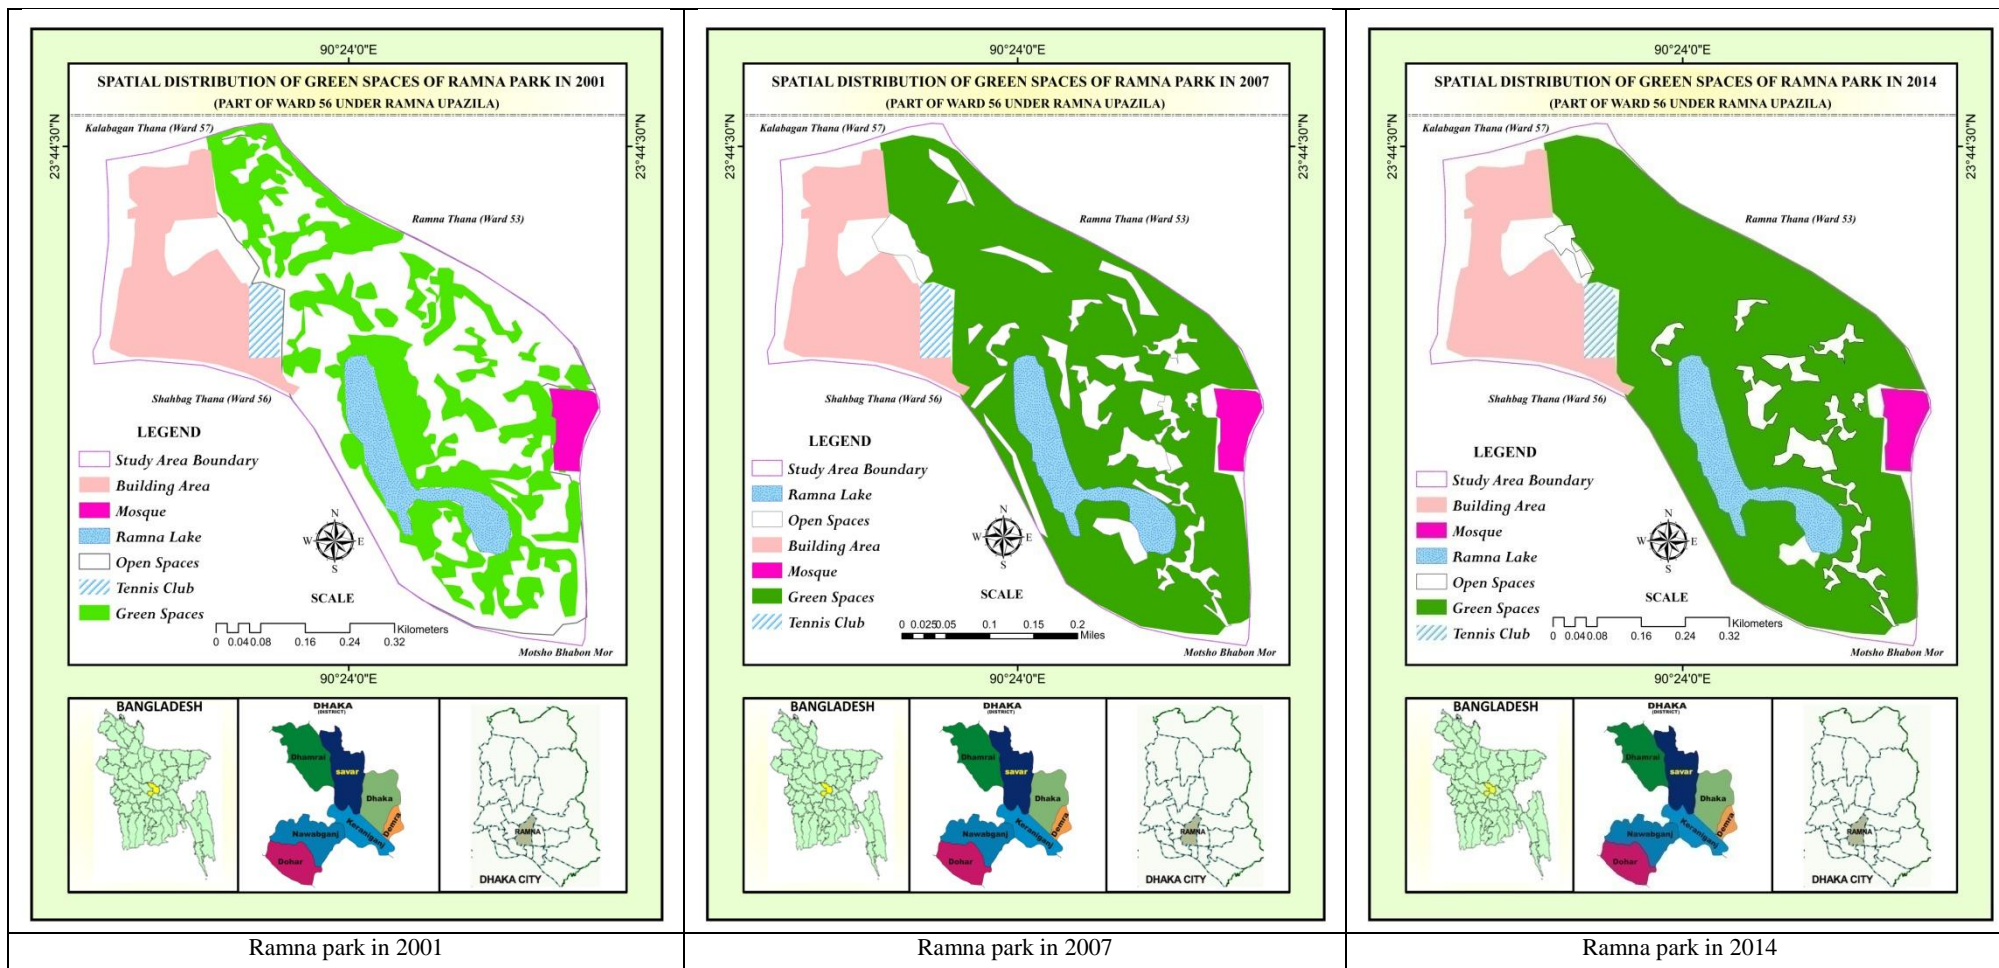 90°24'0"E
SPATIAL DISTRIBUTION OF GREEN SPACES OF RAMNA PARK IN 2001
(PART OF WARD 56 UNDER RAMNA UPAZILA)
Kalabagan Thana (Ward 57)
23°44'30"N
23°44'30"N
Ramna Thana (Ward 53)
Shahbag Thana (Ward 56)
LEGEND
Study Area Boundary
Building Area
Mosque
Ramna Lake
Open Spaces
Tennis Club
Green Spaces
N
W E
S
SCALE
Kilometers
0 0.04 0.08 0.16 0.24 0.32
Motsho Bhabon Mor
90°24'0"E
BANGLADESH
DHAKA
(DISTRICT)
Dhamrai
savar
Dhaka
Nawabganj
Keraniganj
Demra
Dohar
RAMNA
DHAKA CITY
Ramna park in 2001
90°24'0"E
SPATIAL DISTRIBUTION OF GREEN SPACES OF RAMNA PARK IN 2007
(PART OF WARD 56 UNDER RAMNA UPAZILA)
Kalabagan Thana (Ward 57)
23°44'30"N
23°44'30"N
Ramna Thana (Ward 53)
Shahbag Thana (Ward 56)
LEGEND
Study Area Boundary
Ramna Lake
Open Spaces
Building Area
Mosque
Green Spaces
Tennis Club
N
W E
S
SCALE
0 0.025 0.05 0.1 0.15 0.2
Miles
Motsho Bhabon Mor
90°24'0"E
BANGLADESH
DHAKA
(DISTRICT)
Dhamrai
savar
Dhaka
Nawabganj
Keraniganj
Demra
Dohar
RAMNA
DHAKA CITY
Ramna park in 2007
90°24'0"E
SPATIAL DISTRIBUTION OF GREEN SPACES OF RAMNA PARK IN 2014
(PART OF WARD 56 UNDER RAMNA UPAZILA)
Kalabagan Thana (Ward 57)
23°44'30"N
23°44'30"N
Ramna Thana (Ward 53)
Shahbag Thana (Ward 56)
LEGEND
Study Area Boundary
Building Area
Mosque
Ramna Lake
Open Spaces
Green Spaces
Tennis Club
N
W E
S
SCALE
Kilometers
0 0.04 0.08 0.16 0.24 0.32
Motsho Bhabon Mor
90°24'0"E
BANGLADESH
DHAKA
(DISTRICT)
Dhamrai
savar
Dhaka
Nawabganj
Keraniganj
Demra
Dohar
RAMNA
DHAKA CITY
Ramna park in 2014